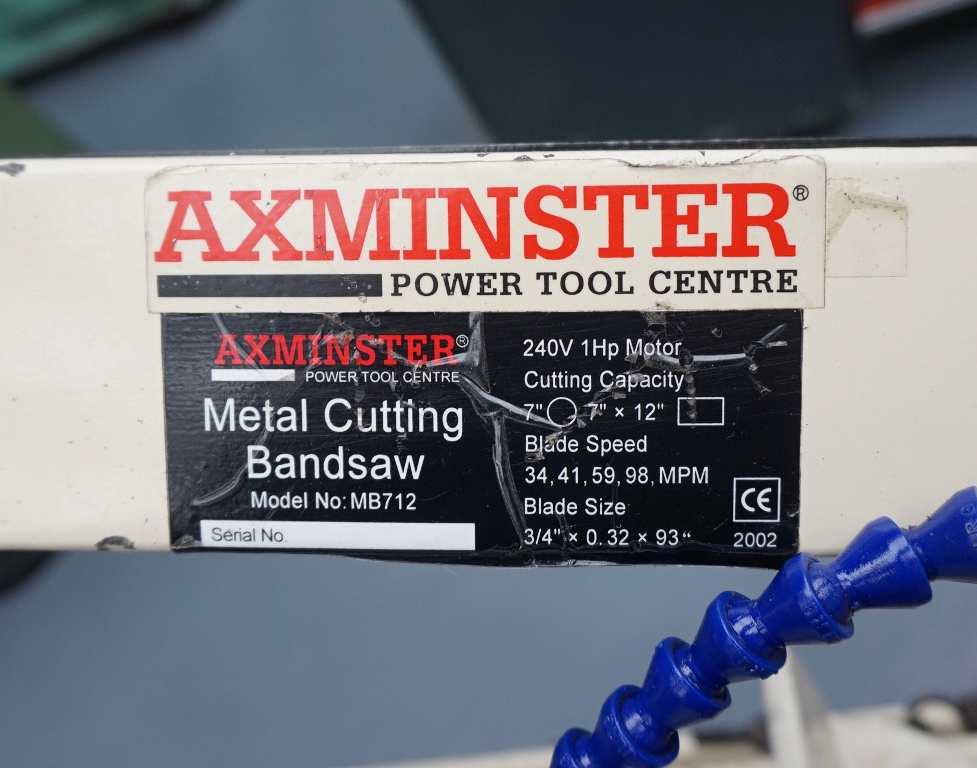 AXMINSTER®
POWER TOOL CENTRE
AXMINSTER®
POWER TOOL CENTRE
Metal Cutting
Bandsaw
Model No: MB712
Serial No.
240V 1Hp Motor
Cutting Capacity
7" 7" × 12"
Blade Speed
34, 41, 59, 98, MPM
Blade Size
3/4" × 0.32 × 93"
CE
2002